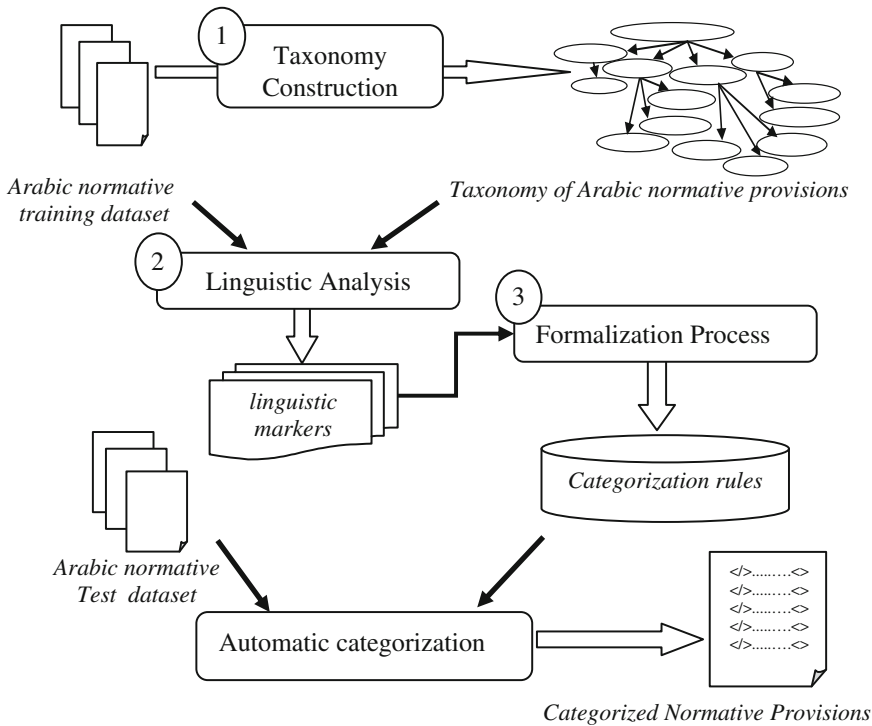 1
Taxonomy
Construction
Arabic normative
training dataset
Taxonomy of Arabic normative provisions
2
Linguistic Analysis
3
Formalization Process
linguistic
markers
Categorization rules
Arabic normative
Test dataset
Automatic categorization
</>.....….<>
</>.....….<>
</>.....….<>
</>.....….<>
</>.....….<>
Categorized Normative Provisions